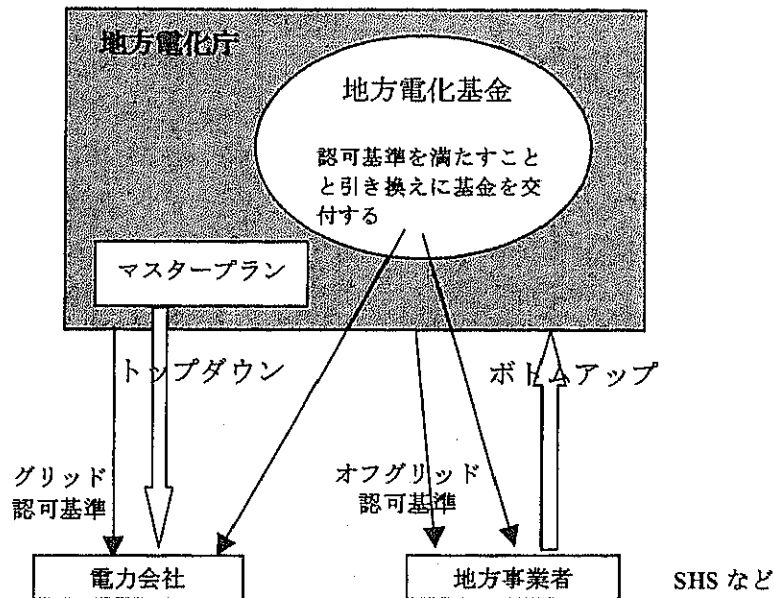 地方電化庁
地方電化基金
認可基準を満たすこと
と引き換えに基金を交
付する
マスタープラン
トップダウン
ボトムアップ
グリッド
認可基準
オフグリッド
認可基準
電力会社
地方事業者
SHS など